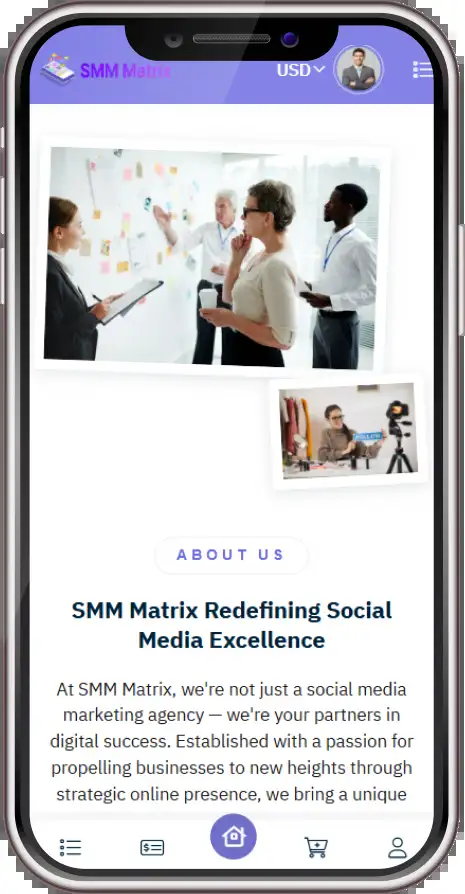 SMM Matrix
USD
ABOUT US
SMM Matrix Redefining Social
Media Excellence
At SMM Matrix, we're not just a social media
marketing agency — we're your partners in
digital success. Established with a passion for
propelling businesses to new heights through
strategic online presence, we bring a unique